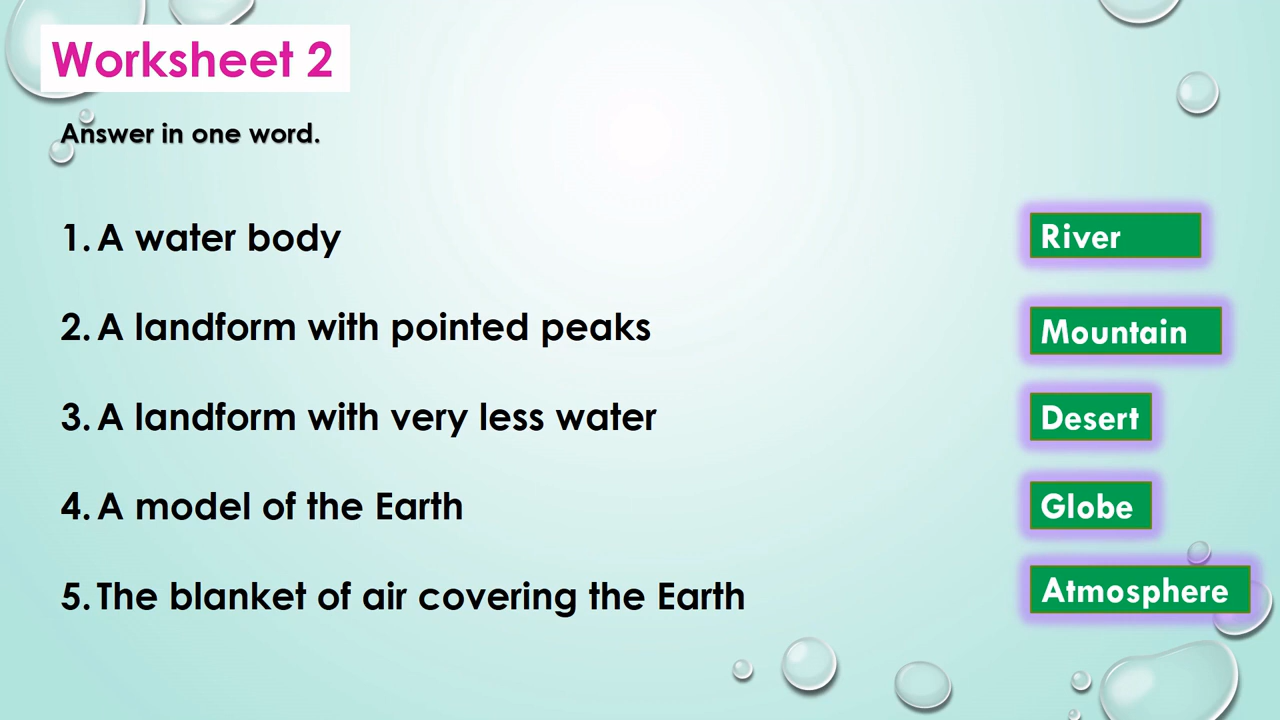 Worksheet 2
Answer in one word.
1. A water body River
2. A landform with pointed peaks Mountain
3. A landform with very less water Desert
4. A model of the Earth Globe
5. The blanket of air covering the Earth Atmosphere